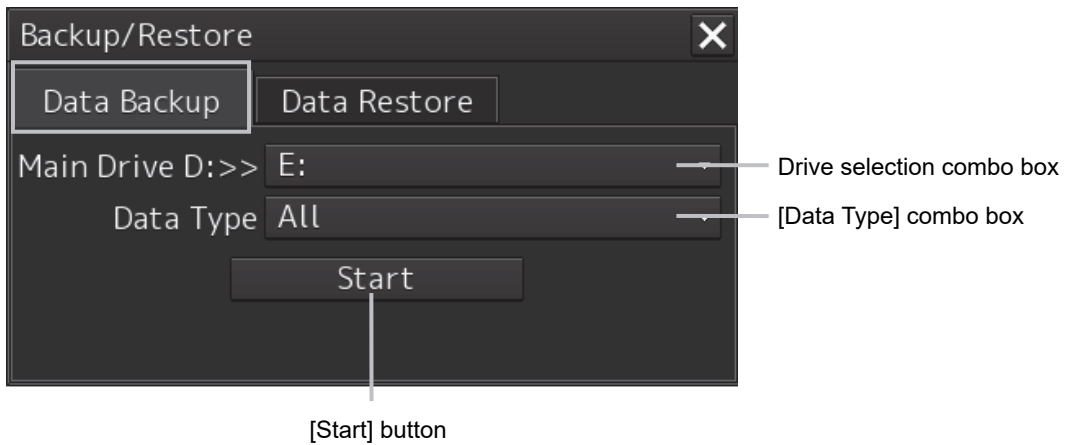 Backup/Restore
Data Backup Data Restore
Main Drive D:>> E: Drive selection combo box
Data Type All [Data Type] combo box
Start
[Start] button